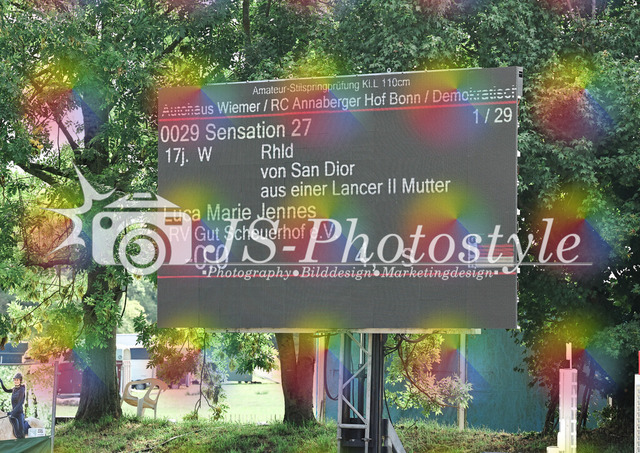 Amateur-Stilspringprüfung Kl.L 110cm
Autohaus Wiemer / RC Annaberger Hof Bonn / Demokratisch
1 / 29
0029 Sensation 27
17j. W Rhld
von San Dior
aus einer Lancer II Mutter
Luga Marie Jennes
RV Gut Scheuerhof e.V.
JS-Photostyle
Photography•Bilddesign•Marketingdesign•